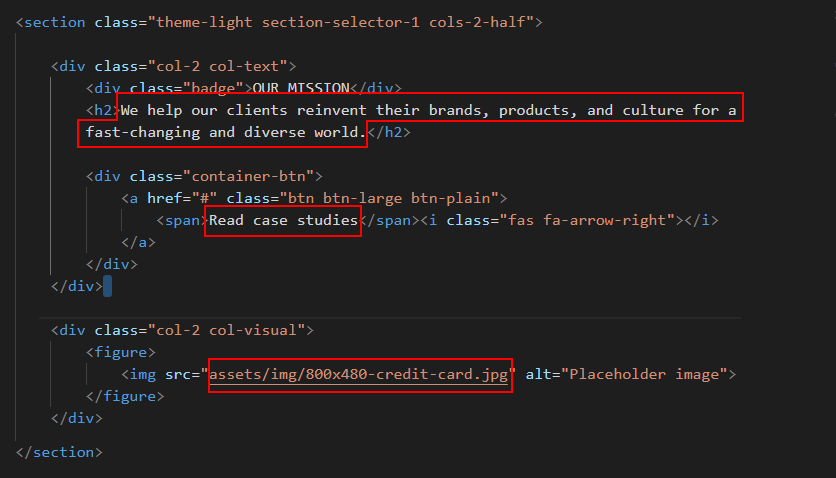 <section class="theme-light section-selector-1 cols-2-half">
<div class="col-2 col-text">
<div class="badge">OUR MISSION</div>
<h2>We help our clients reinvent their brands, products, and culture for a
fast-changing and diverse world.</h2>
<div class="container-btn">
<a href="#" class="btn btn-large btn-plain">
<span>Read case studies</span><i class="fas fa-arrow-right"></i>
</a>
</div>
</div>
<div class="col-2 col-visual">
<figure>
<img src="assets/img/800x480-credit-card.jpg" alt="Placeholder image">
</figure>
</div>
</section>